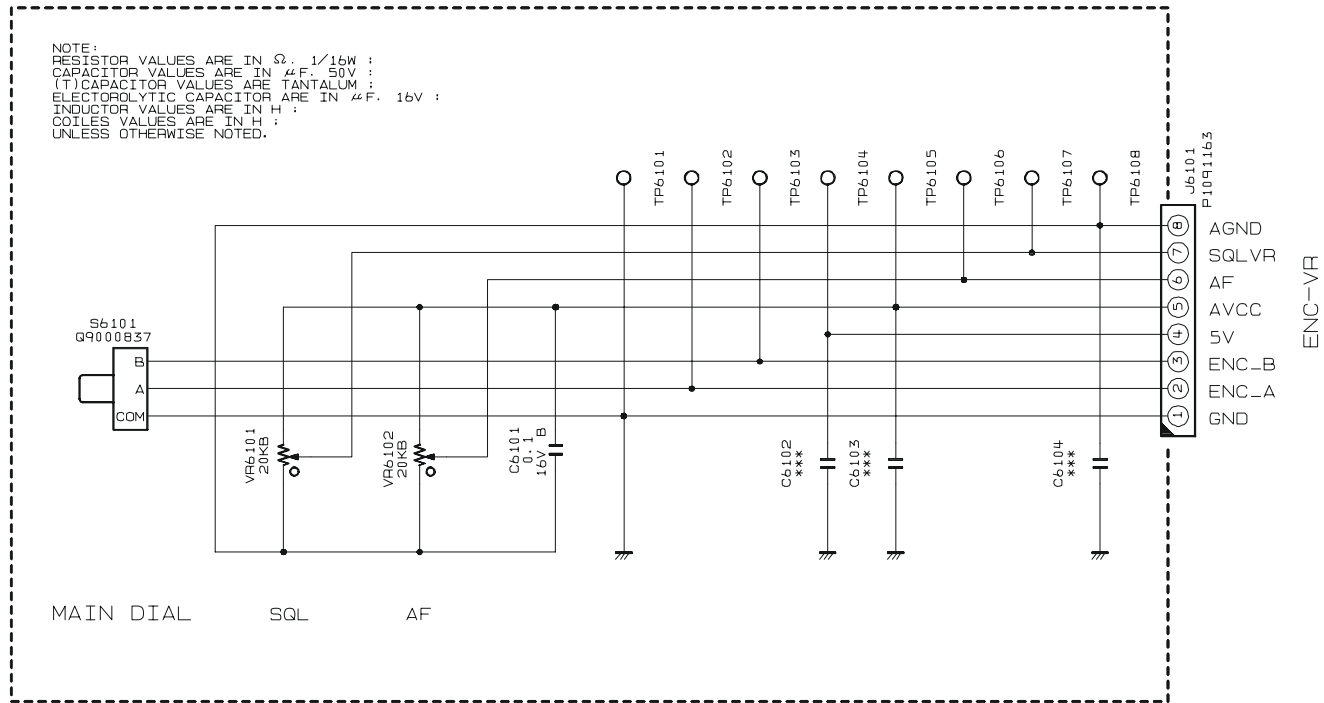 NOTE:
RESISTOR VALUES ARE IN Ω. 1/16W :
CAPACITOR VALUES ARE IN μF. 50V :
(T)CAPACITOR VALUES ARE TANTALUM :
ELECTOROLYTIC CAPACITOR ARE IN μF. 16V :
INDUCTOR VALUES ARE IN H :
COILES VALUES ARE IN H :
UNLESS OTHERWISE NOTED.
TP6101
TP6102
TP6103
TP6104
TP6105
TP6106
TP6107
TP6108
J6101
P1091163
8 AGND
7 SQLVR
6 AF
5 AVCC
4 5V
3 ENC_B
2 ENC_A
1 GND
ENC-VR
S6101
Q9000837
B
A
COM
VR6101
20KB
VR6102
20KB
C6101
0.1
16V B
C6102
***
C6103
***
C6104
***
MAIN DIAL
SQL
AF